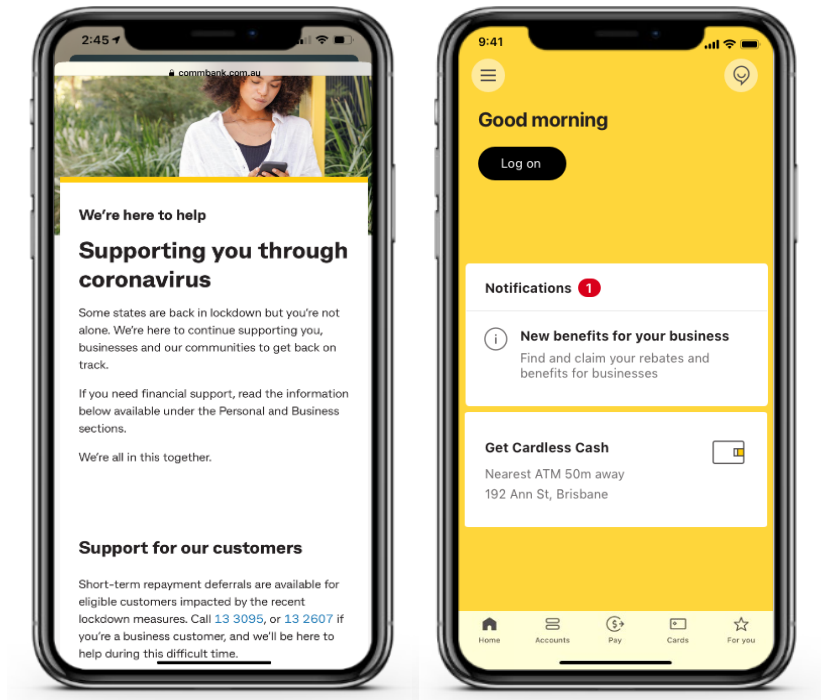 2:45
commbank.com.au
We're here to help
Supporting you through
coronavirus
Some states are back in lockdown but you're not
alone. We're here to continue supporting you,
businesses and our communities to get back on
track.
If you need financial support, read the information
below available under the Personal and Business
sections.
We're all in this together.
Support for our customers
Short-term repayment deferrals are available for
eligible customers impacted by the recent
lockdown measures. Call 13 3095, or 13 2607 if
you're a business customer, and we'll be here to
help during this difficult time.
9:41
Good morning
Log on
Notifications 1
New benefits for your business
Find and claim your rebates and
benefits for businesses
Get Cardless Cash
Nearest ATM 50m away
192 Ann St, Brisbane
Home Accounts Pay Cards For you